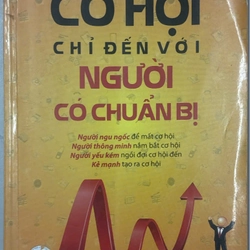 CƠ HỘI
CHỈ ĐẾN VỚI
NGƯỜI
CÓ CHUẨN BỊ
Người ngu ngốc để mất cơ hội
Người thông minh nắm bắt cơ hội
Người yếu kém ngồi đợi cơ hội đến
Kẻ mạnh tạo ra cơ hội